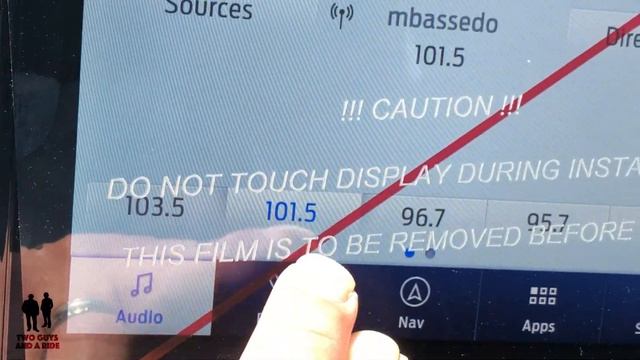 Sources
mbassedo
Dire
101.5
!!! CAUTION !!!
DO NOT TOUCH DISPLAY DURING INSTA
103.5 101.5 96.7 95.7
THIS FILM IS TO BE REMOVED BEFORE
Audio Nav Apps
TWO GUYS
AND A RIDE